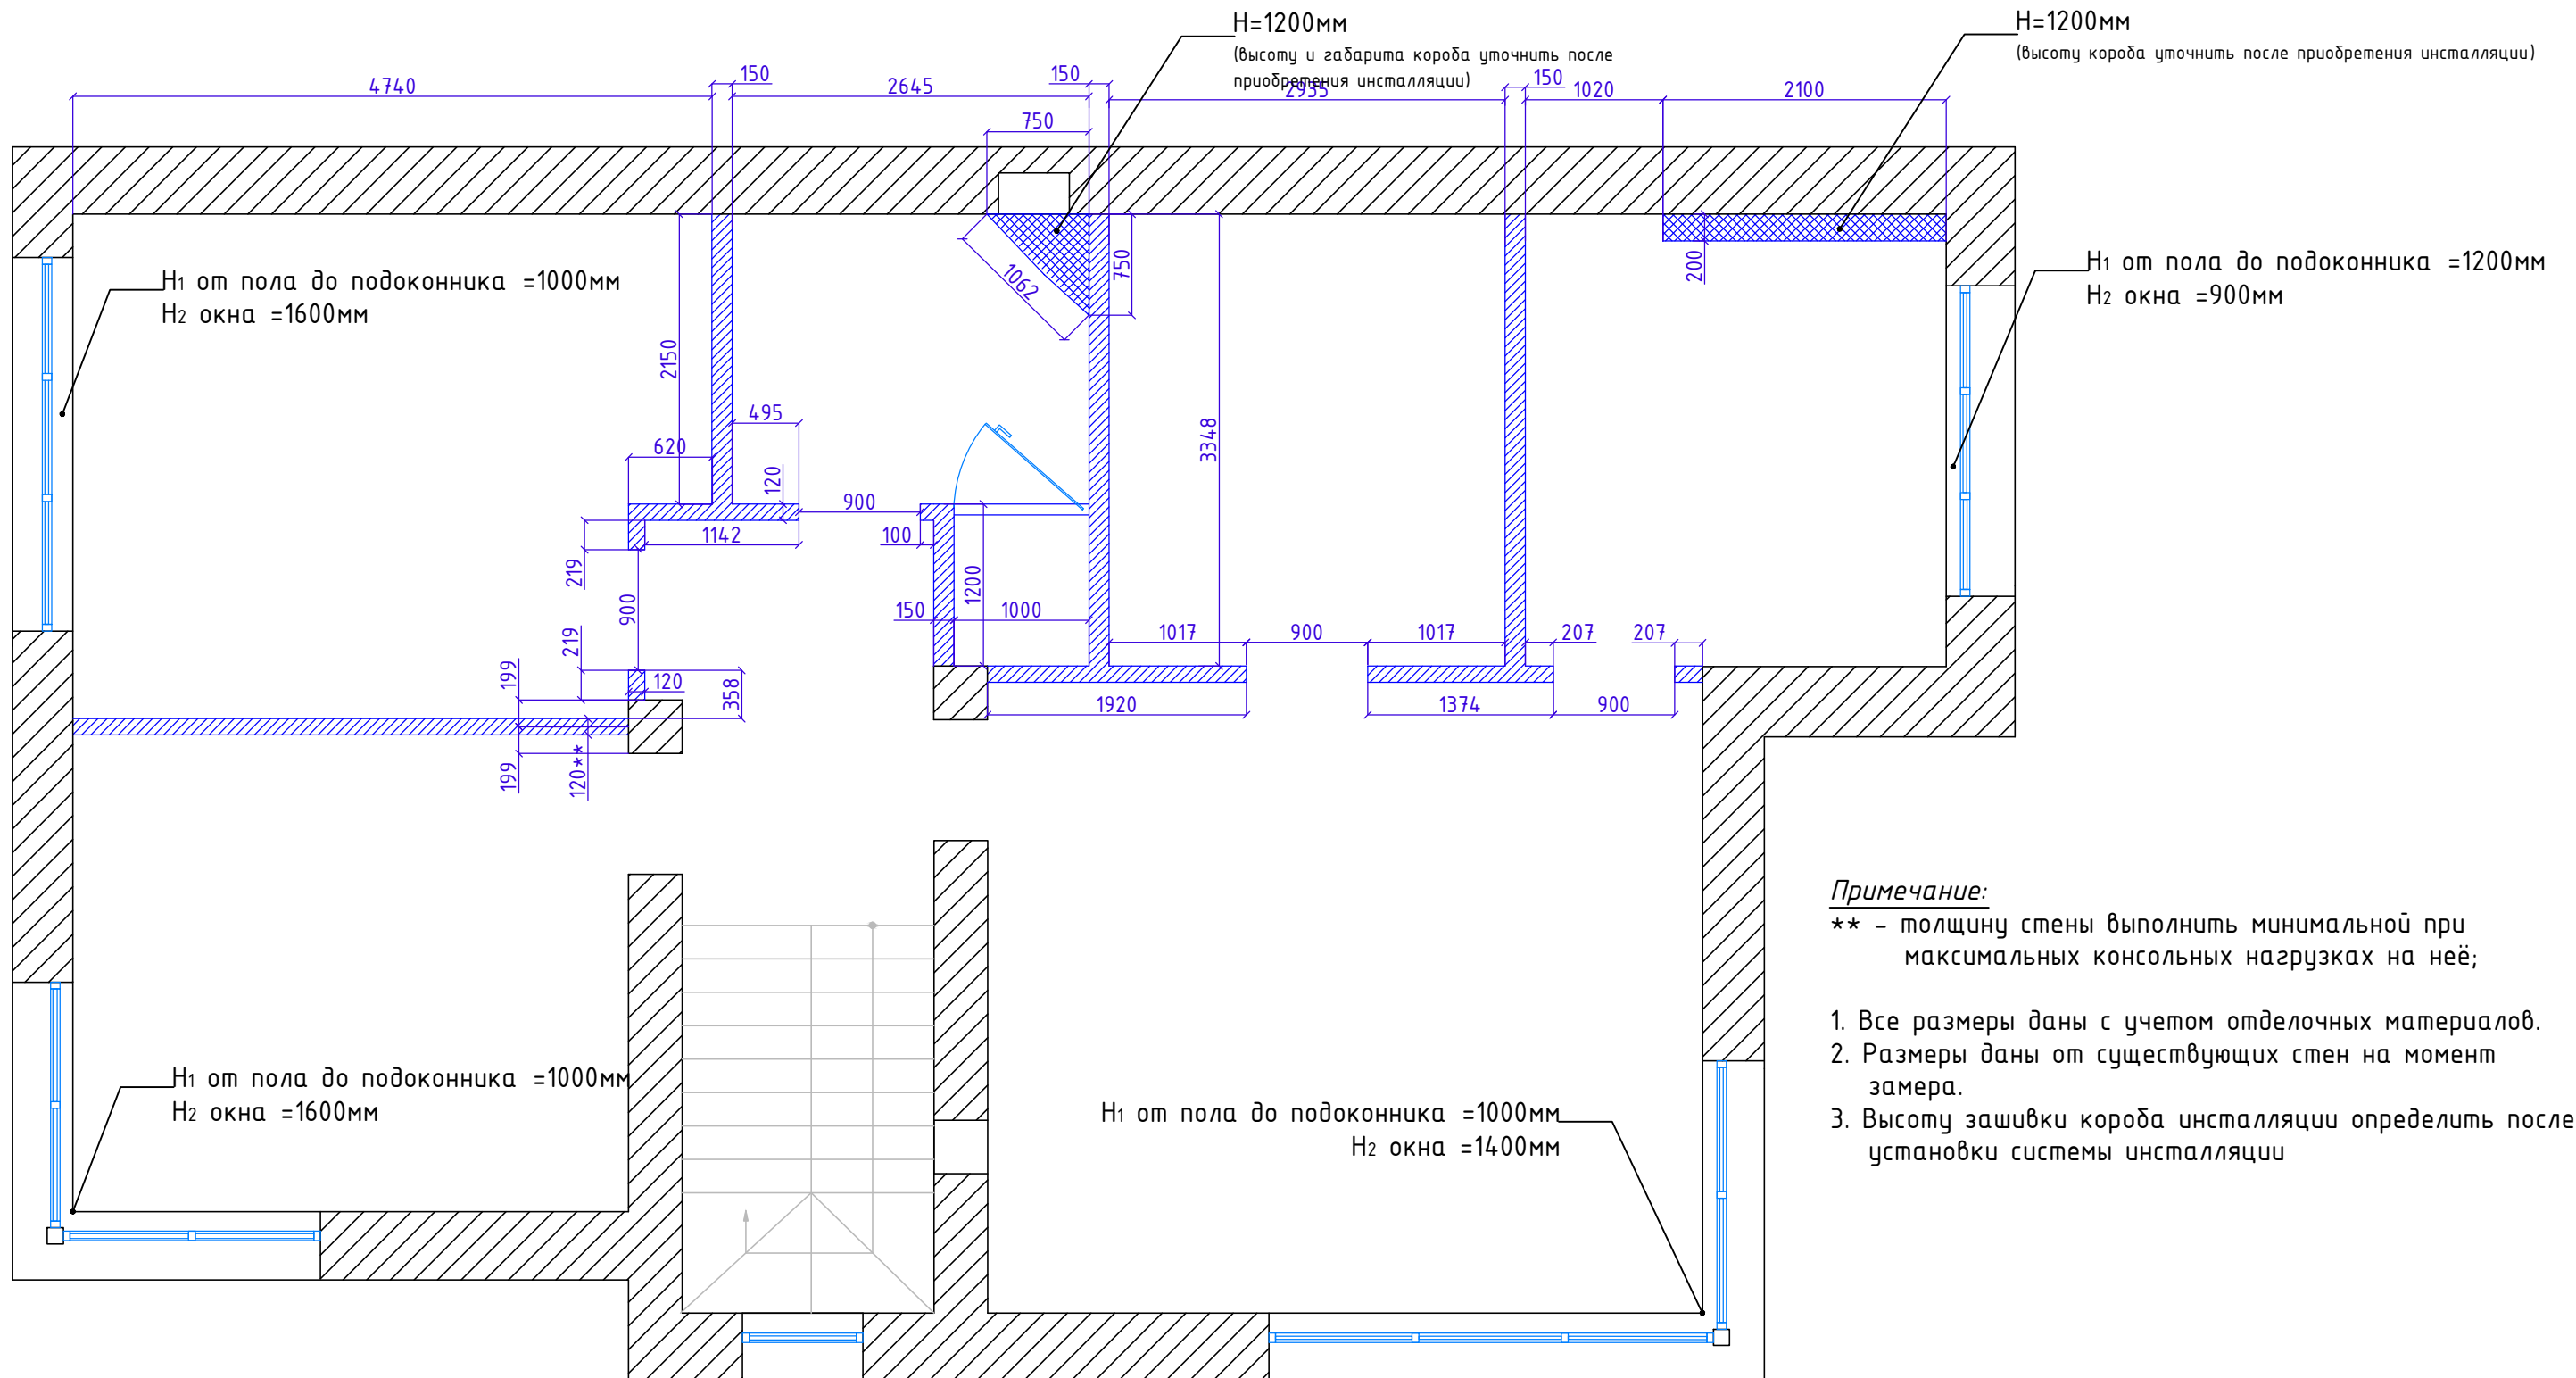 H=1200мм
(высоту и габарита короба уточнить после
приобретения инсталляции)
H=1200мм
(высоту короба уточнить после приобретения инсталляции)
4740
150
2645
150
2935
150
1020
2100
750
H1 от пола до подоконника =1000мм
H2 окна =1600мм
H1 от пола до подоконника =1200мм
H2 окна =900мм
1062
750
200
2150
3348
495
620
120
900
1142
100
219
900
1200
150
1000
219
199
120
358
1017
900
1017
207
207
1920
1374
900
199
120**
H1 от пола до подоконника =1000мм
H2 окна =1600мм
H1 от пола до подоконника =1000мм
H2 окна =1400мм
Примечание:
** - толщину стены выполнить минимальной при
максимальных консольных нагрузках на неё;
1. Все размеры даны с учетом отделочных материалов.
2. Размеры даны от существующих стен на момент
замера.
3. Высоту зашивки короба инсталляции определить после
установки системы инсталляции